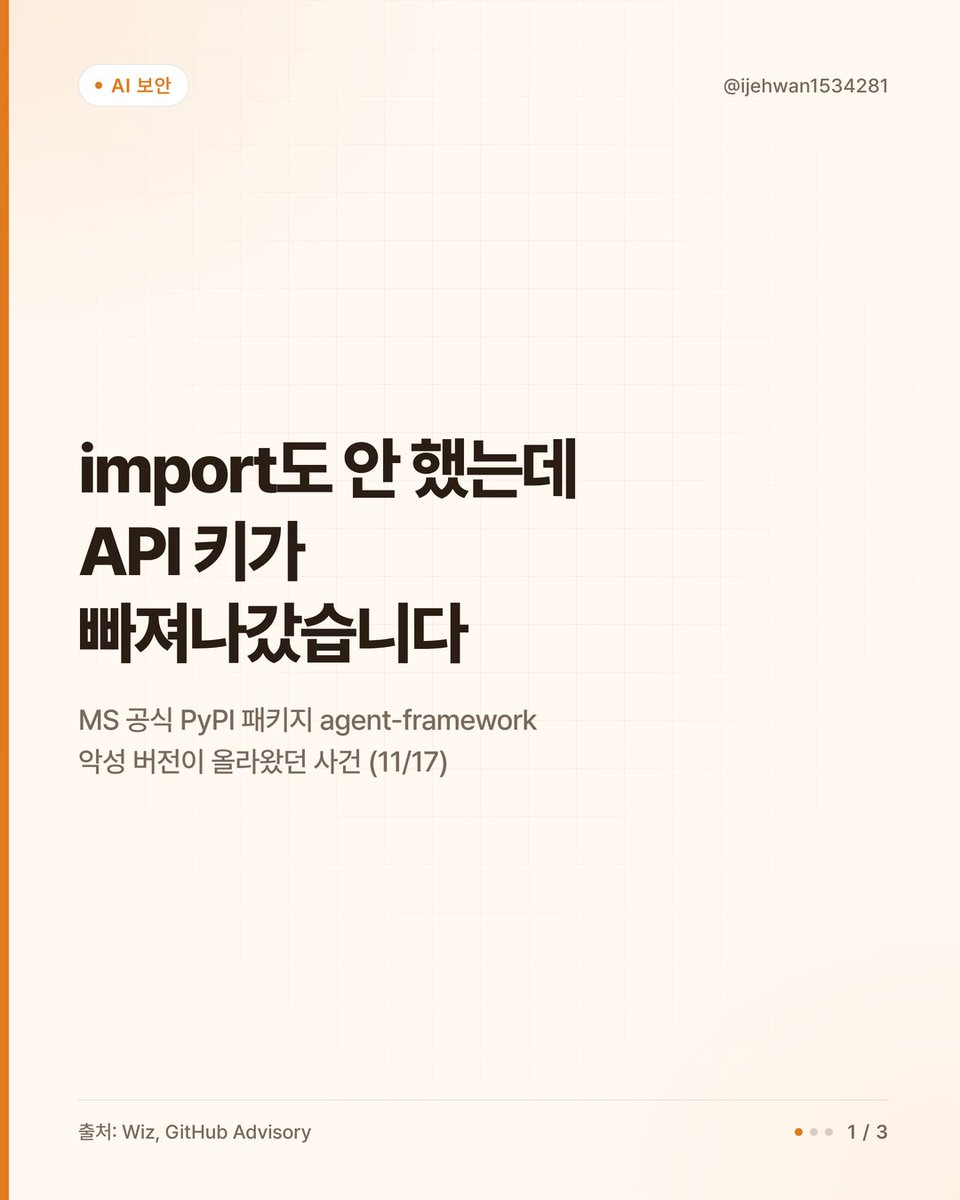 AI 보안
@ijehwan1534281
import도 안 했는데
API 키가
빠져나갔습니다
MS 공식 PyPI 패키지 agent-framework
악성 버전이 올라왔던 사건 (11/17)
출처: Wiz, GitHub Advisory
1 / 3